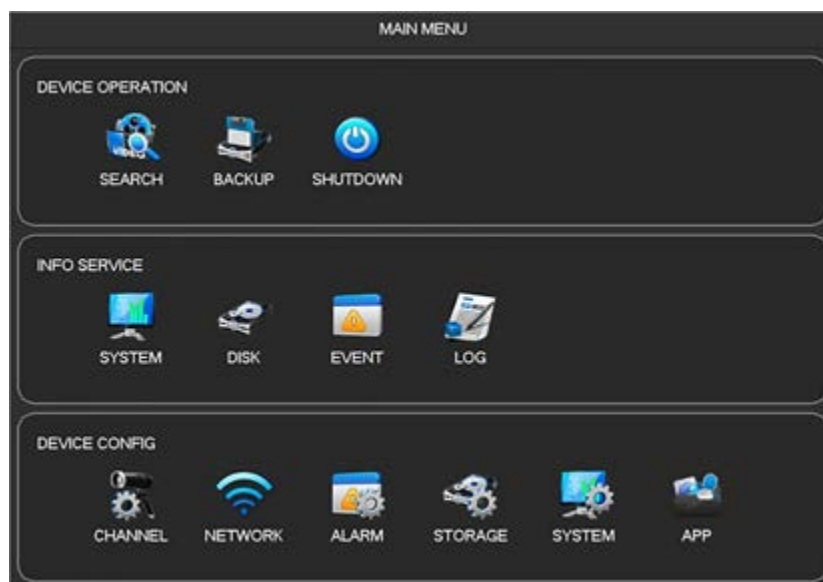 MAIN MENU
DEVICE OPERATION
VIDEO
SEARCH BACKUP SHUTDOWN
INFO SERVICE
SYSTEM DISK EVENT LOG
DEVICE CONFIG
CHANNEL NETWORK ALARM STORAGE SYSTEM APP